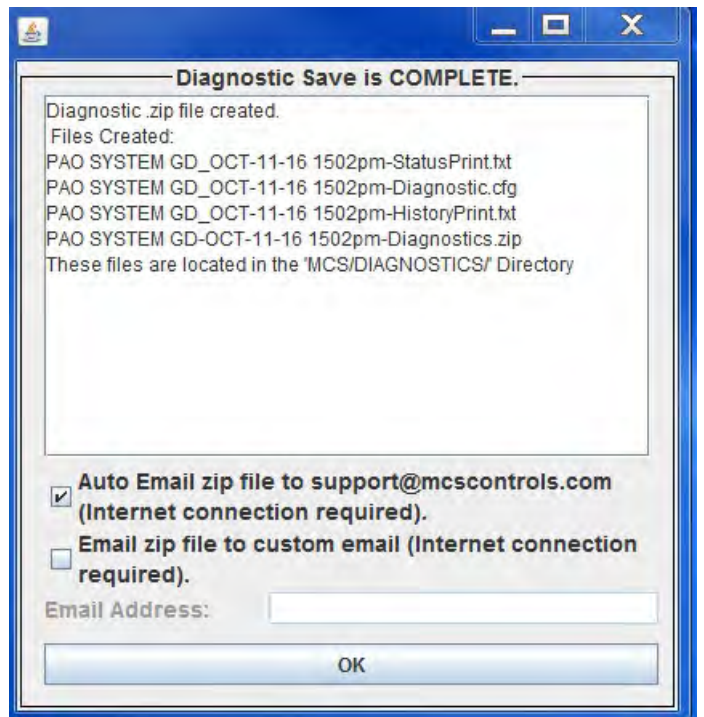 Diagnostic Save is COMPLETE.
Diagnostic .zip file created.
Files Created:
PAO SYSTEM GD_OCT-11-16 1502pm-StatusPrint.txt
PAO SYSTEM GD_OCT-11-16 1502pm-Diagnostic.cfg
PAO SYSTEM GD_OCT-11-16 1502pm-HistoryPrint.txt
PAO SYSTEM GD-OCT-11-16 1502pm-Diagnostics.zip
These files are located in the 'MCS/DIAGNOSTICS/' Directory
Auto Email zip file to support@mcscontrols.com
(Internet connection required).
Email zip file to custom email (Internet connection
required).
Email Address:
OK